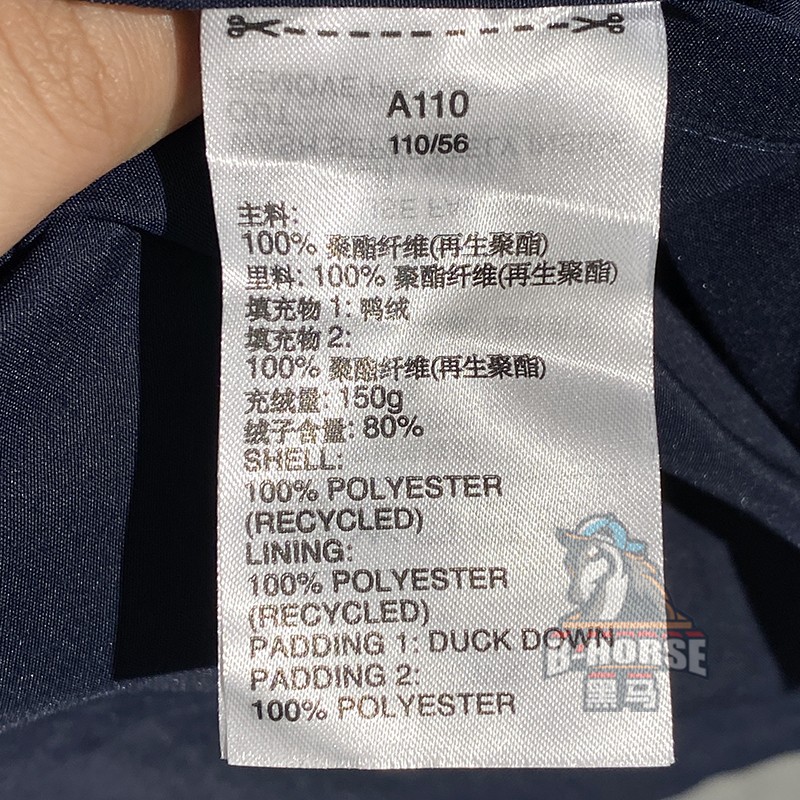 A110
110/56
主料:
100% 聚酯纤维(再生聚酯)
里料: 100% 聚酯纤维(再生聚酯)
填充物 1: 鸭绒
填充物 2:
100% 聚酯纤维(再生聚酯)
充绒量: 150g
绒子含量: 80%
SHELL:
100% POLYESTER
(RECYCLED)
LINING:
100% POLYESTER
(RECYCLED)
PADDING 1: DUCK DOWN
PADDING 2:
100% POLYESTER
B-HORSE
黑马